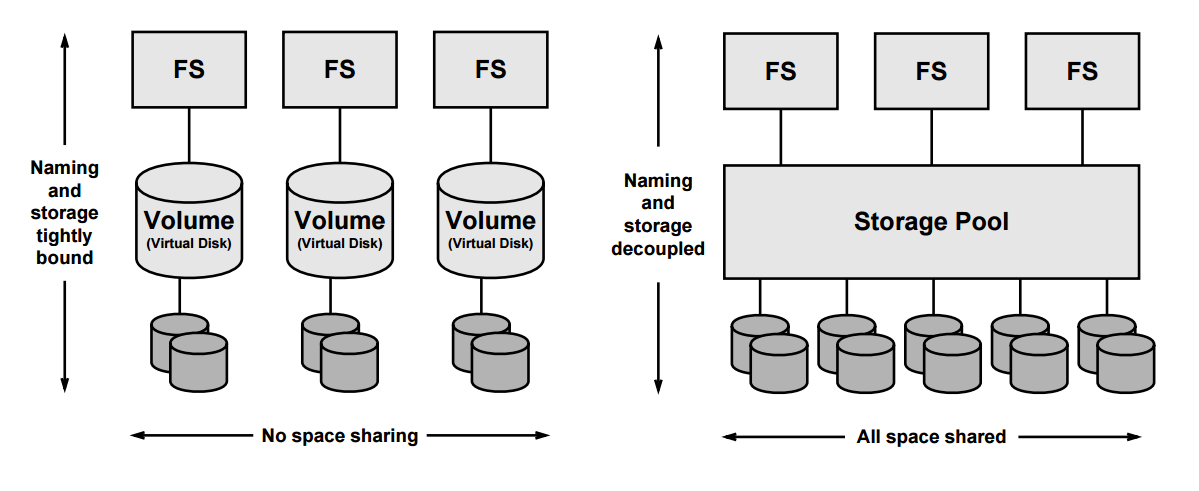 FS
FS
FS
Naming
and
storage
tightly
bound
Volume
(Virtual Disk)
Volume
(Virtual Disk)
Volume
(Virtual Disk)
No space sharing
FS
FS
FS
Naming
and
storage
decoupled
Storage Pool
All space shared